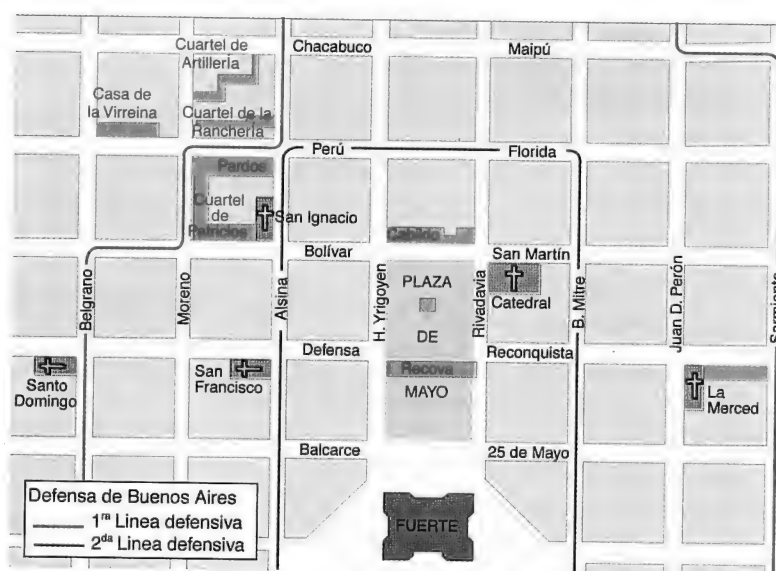 Cuartel de
Artillería
Chacabuco
Maipú
Casa de
la Virreina
Cuartel de la
Ranchería
Pardos
Perú
Florida
Cuartel
de
Patricios
San Ignacio
Cabildo
Bolívar
San Martín
Belgrano
Moreno
Alsina
H. Yrigoyen
PLAZA
DE
MAYO
Rivadavia
Catedral
B. Mitre
Juan D. Perón
Sarmiento
Defensa
Reconquista
Recova
Santo
Domingo
San
Francisco
La
Merced
Balcarce
25 de Mayo
FUERTE
Defensa de Buenos Aires
1ra Linea defensiva
2da Linea defensiva